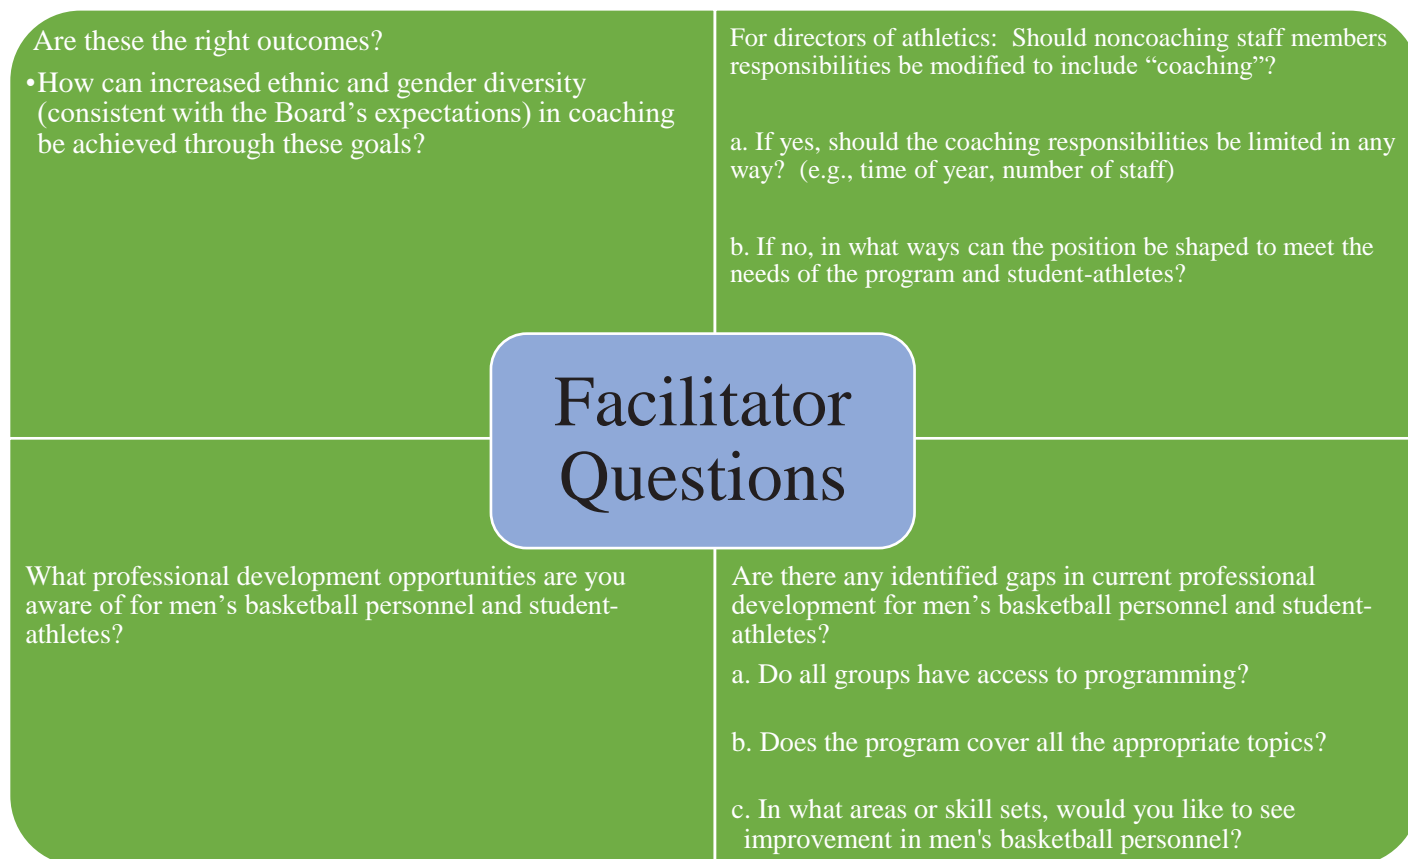 Are these the right outcomes?
•How can increased ethnic and gender diversity
(consistent with the Board’s expectations) in coaching
be achieved through these goals?
For directors of athletics:  Should noncoaching staff members
responsibilities be modified to include “coaching”?
a. If yes, should the coaching responsibilities be limited in any
way?  (e.g., time of year, number of staff)
b. If no, in what ways can the position be shaped to meet the
needs of the program and student-athletes?
Facilitator
Questions
What professional development opportunities are you
aware of for men’s basketball personnel and student-
athletes?
Are there any identified gaps in current professional
development for men’s basketball personnel and student-
athletes?
a. Do all groups have access to programming?
b. Does the program cover all the appropriate topics?
c. In what areas or skill sets, would you like to see
improvement in men's basketball personnel?